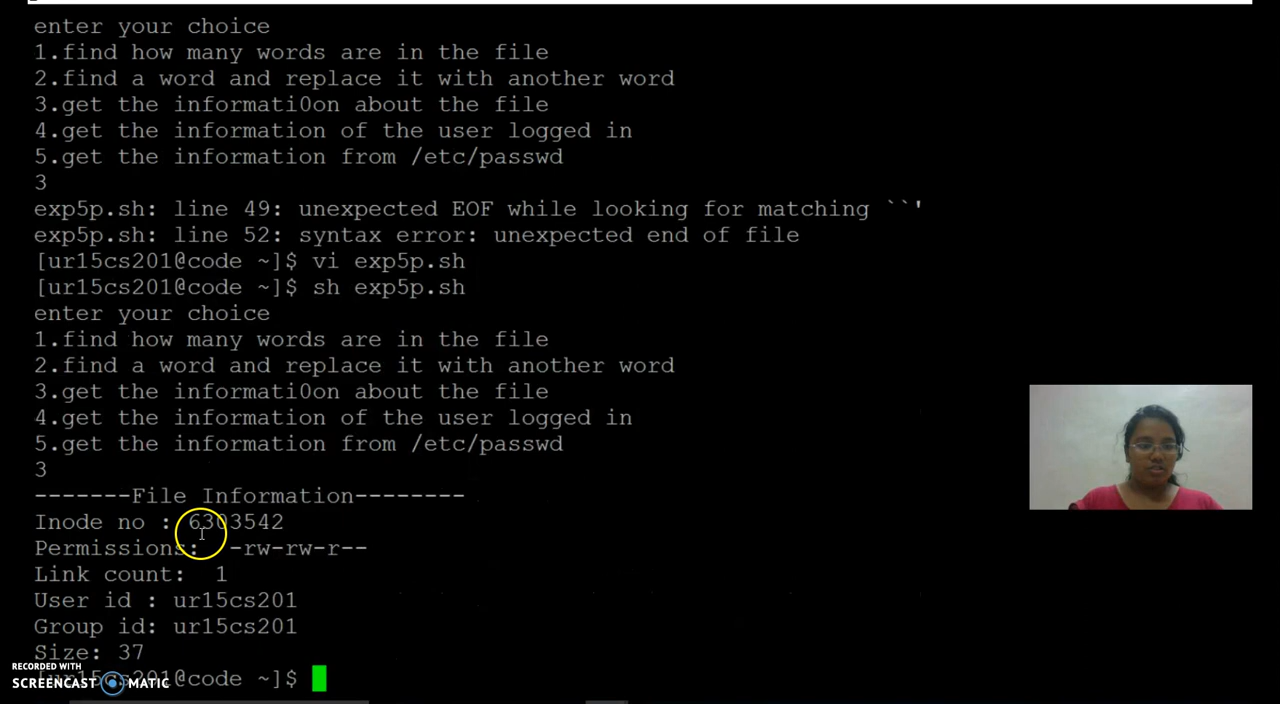 enter your choice
1.find how many words are in the file
2.find a word and replace it with another word
3.get the informati0on about the file
4.get the information of the user logged in
5.get the information from /etc/passwd
3
exp5p.sh: line 49: unexpected EOF while looking for matching ``'
exp5p.sh: line 52: syntax error: unexpected end of file
[ur15cs201@code ~]$ vi exp5p.sh
[ur15cs201@code ~]$ sh exp5p.sh
enter your choice
1.find how many words are in the file
2.find a word and replace it with another word
3.get the informati0on about the file
4.get the information of the user logged in
5.get the information from /etc/passwd
3
-------File Information--------
Inode no : 6303542
Permissions:  -rw-rw-r--
Link count:  1
User id : ur15cs201
Group id: ur15cs201
Size: 37
[ur15cs201@code ~]$
RECORDED WITH
SCREENCAST MATIC